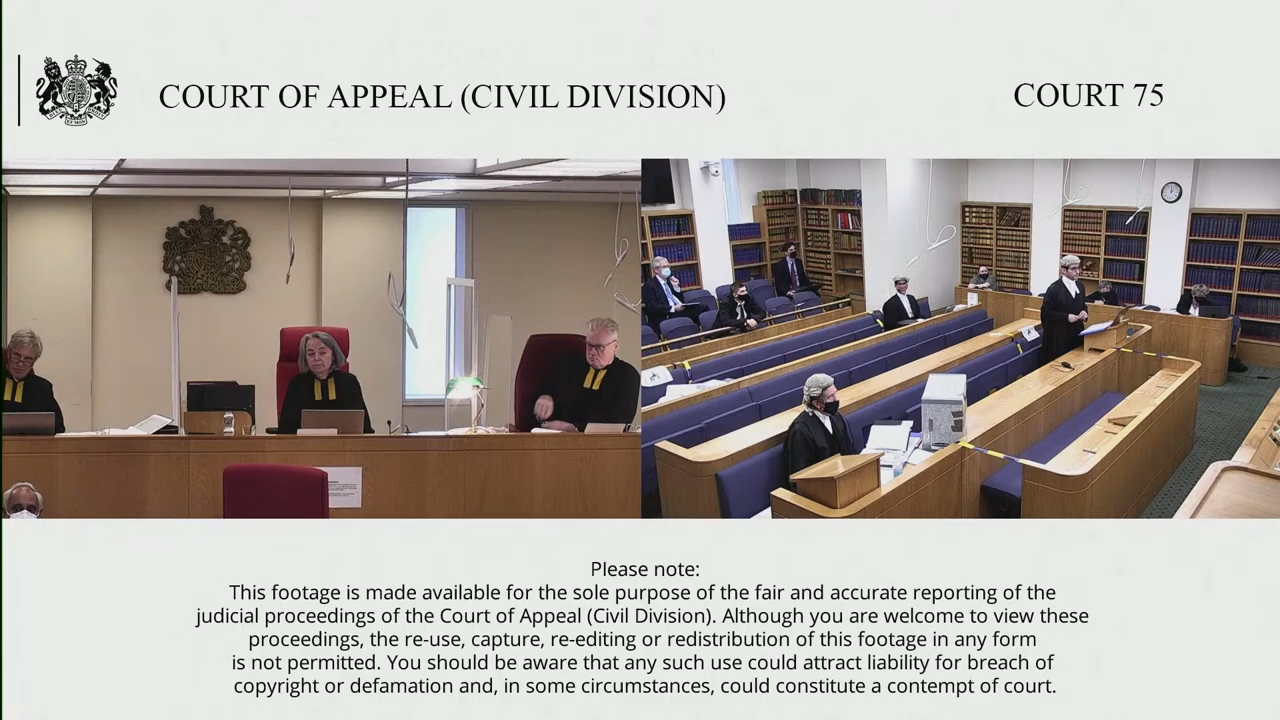 COURT OF APPEAL (CIVIL DIVISION)
COURT 75
Please note:
This footage is made available for the sole purpose of the fair and accurate reporting of the
judicial proceedings of the Court of Appeal (Civil Division). Although you are welcome to view these
proceedings, the re-use, capture, re-editing or redistribution of this footage in any form
is not permitted. You should be aware that any such use could attract liability for breach of
copyright or defamation and, in some circumstances, could constitute a contempt of court.